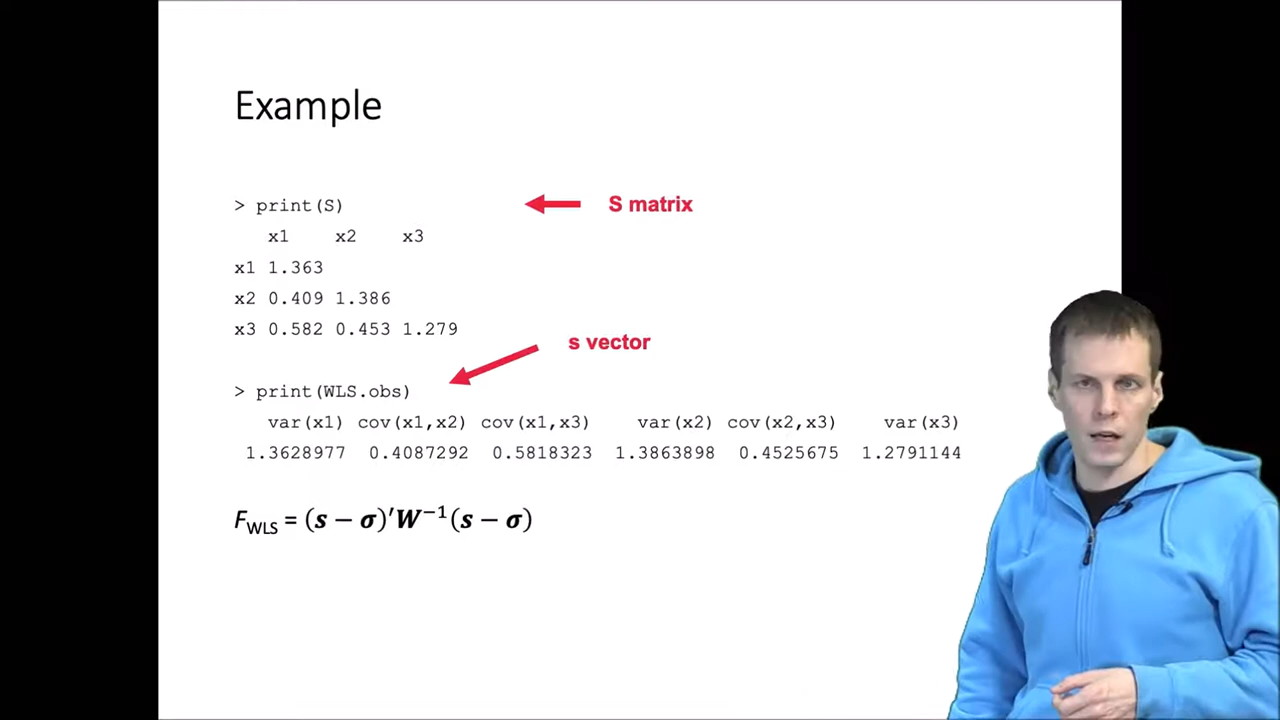 Example
> print(S)
S matrix
x1 x2 x3
x1 1.363
x2 0.409 1.386
x3 0.582 0.453 1.279
s vector
> print(WLS.obs)
var(x1) cov(x1,x2) cov(x1,x3) var(x2) cov(x2,x3) var(x3)
1.3628977 0.4087292 0.5818323 1.3863898 0.4525675 1.2791144
F_WLS = (s − σ)′W⁻¹(s − σ)